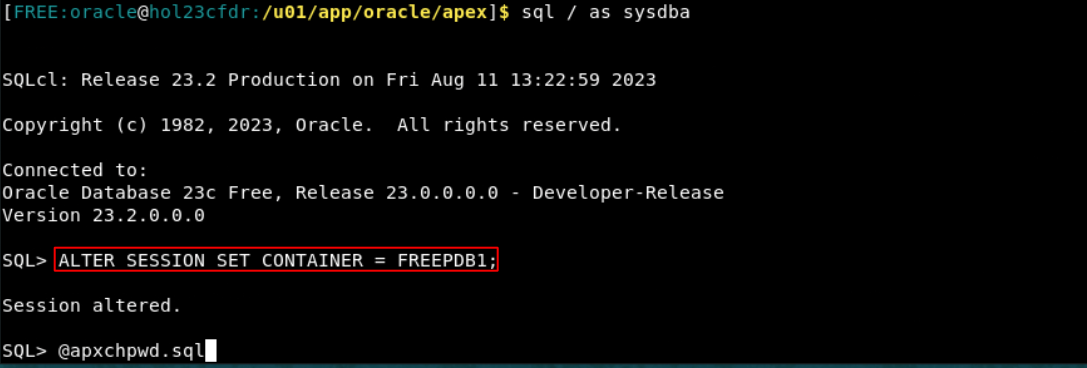 [FREE:oracle@hol23cfdr:/u01/app/oracle/apex]$ sql / as sysdba
SQLcl: Release 23.2 Production on Fri Aug 11 13:22:59 2023
Copyright (c) 1982, 2023, Oracle.  All rights reserved.
Connected to:
Oracle Database 23c Free, Release 23.0.0.0.0 - Developer-Release
Version 23.2.0.0.0
SQL> ALTER SESSION SET CONTAINER = FREEPDB1;
Session altered.
SQL> @apxchpwd.sql